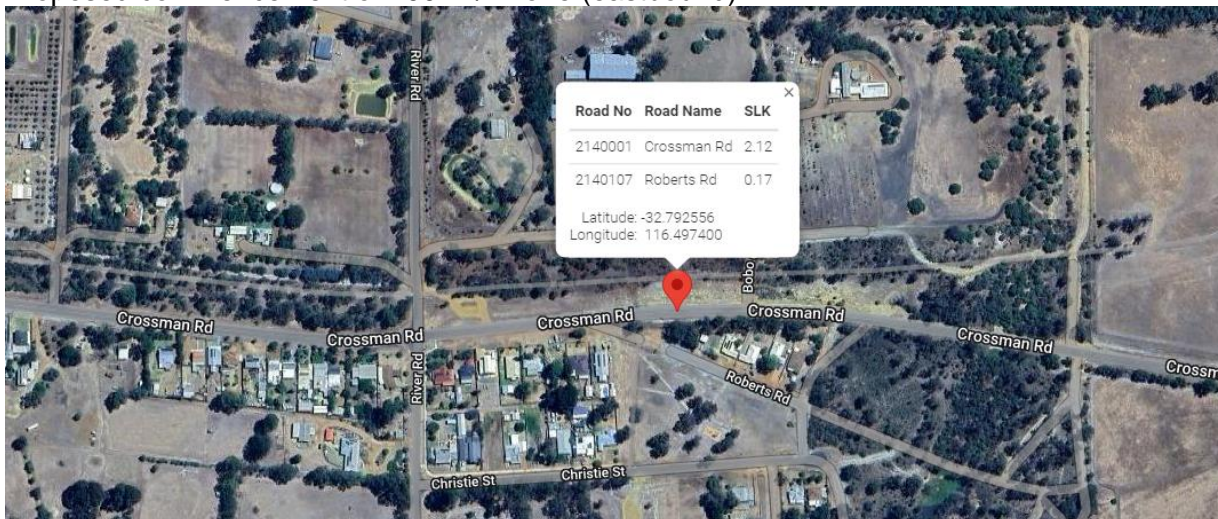 River Rd
×
Road No Road Name SLK
2140001 Crossman Rd 2.12
2140107 Roberts Rd 0.17
Latitude: -32.792556
Longitude: 116.497400
Crossman Rd
Crossman Rd
Crossman Rd
Crossman Rd
Crossman Rd
River Rd
Roberts Rd
Christie St
Christie St